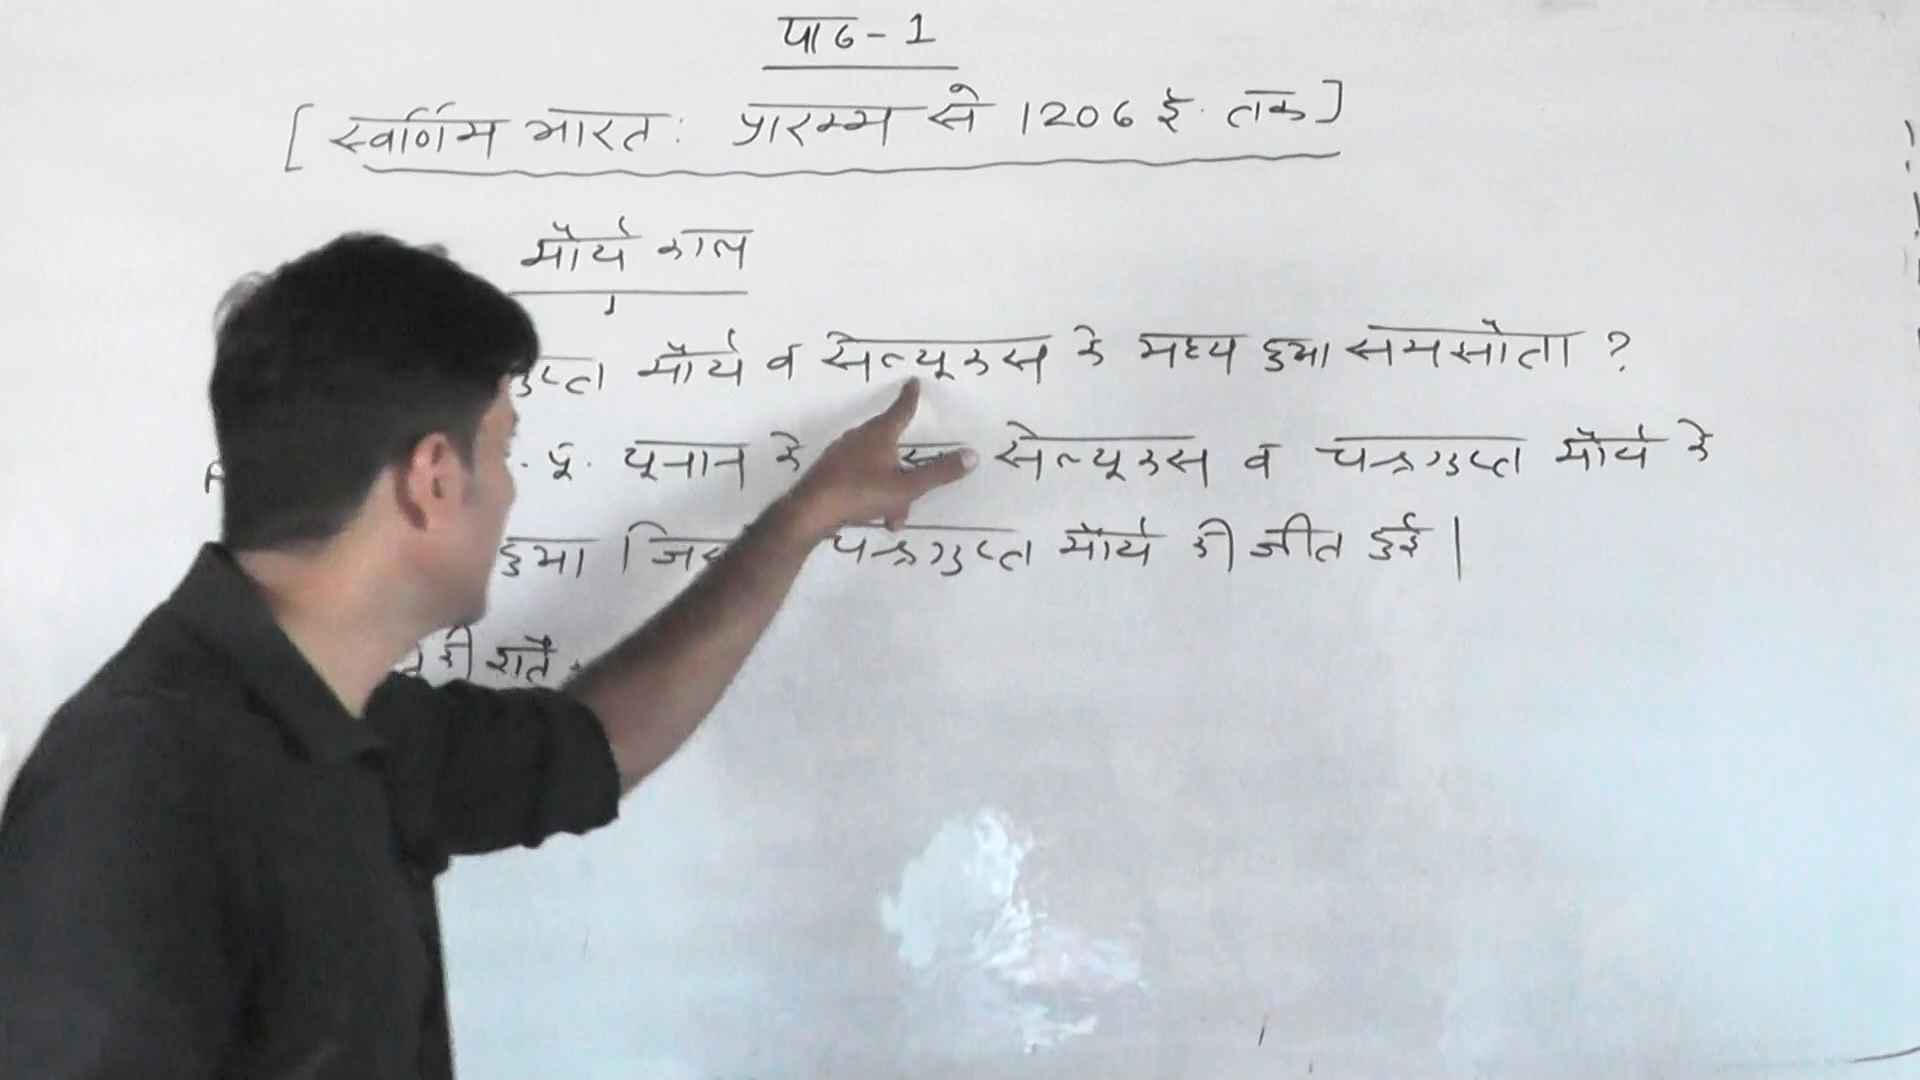 पाठ - 1
[स्वर्णिम भारत: प्रारम्भ से 1206 ई. तक]
मौर्य काल
मौर्य व सेल्यूकस के मध्य हुआ समझौता ?
. पू. यूनान के सेल्यूकस व चन्द्रगुप्त मौर्य के
हुआ चन्द्रगुप्त मौर्य की जीत हुई |
की शर्तें